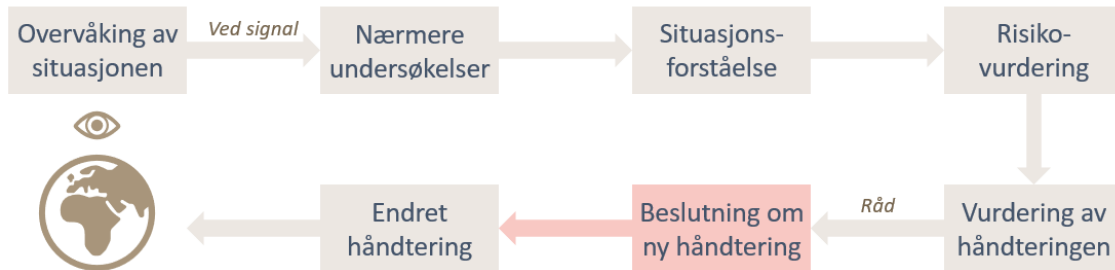 Overvåking av
situasjonen
Ved signal
Nærmere
undersøkelser
Situasjons-
forståelse
Risiko-
vurdering
Endret
håndtering
Beslutning om
ny håndtering
Råd
Vurdering av
håndteringen